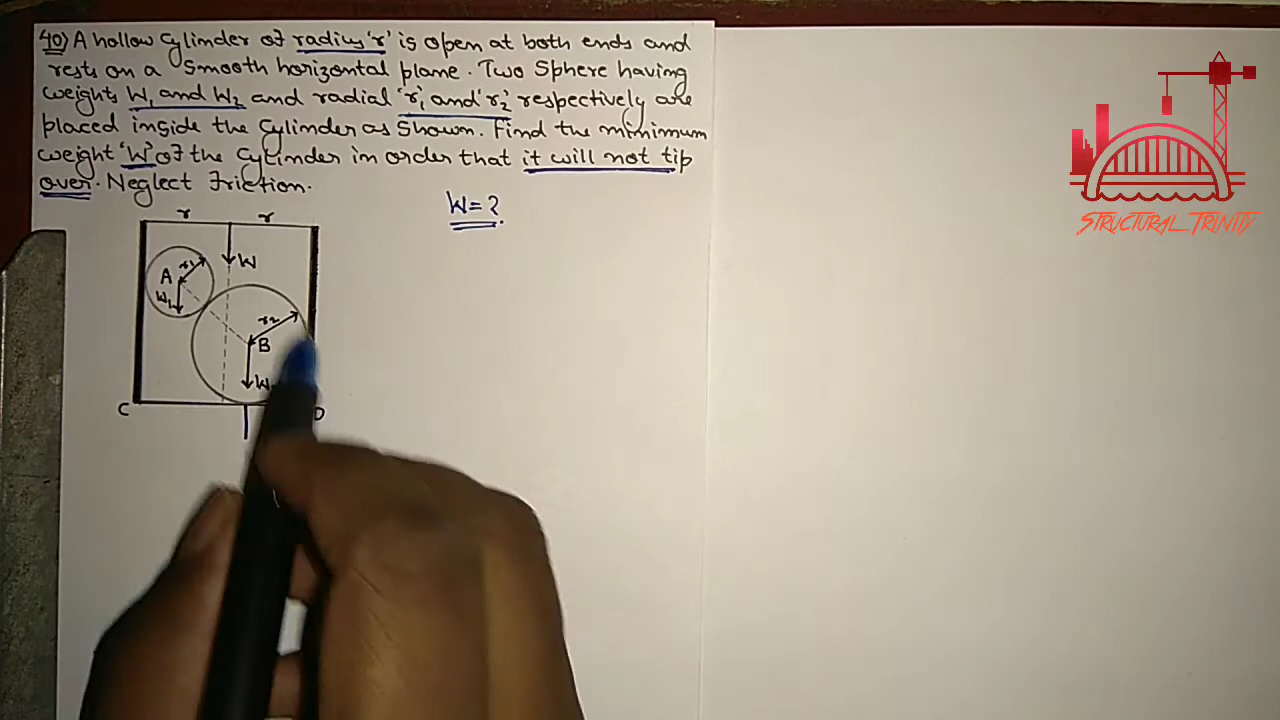 40) A hollow cylinder of radius 'r' is open at both ends and
rests on a smooth horizontal plane. Two Sphere having
weights W1 and W2 and radial 'r1' and 'r2' respectively are
placed inside the cylinder as shown. Find the minimum
weight 'W' of the cylinder in order that it will not tip
over. Neglect Friction.
W = ?
r r
W
A r1
W1
r2
B
C D
STRUCTURAL TRINITY